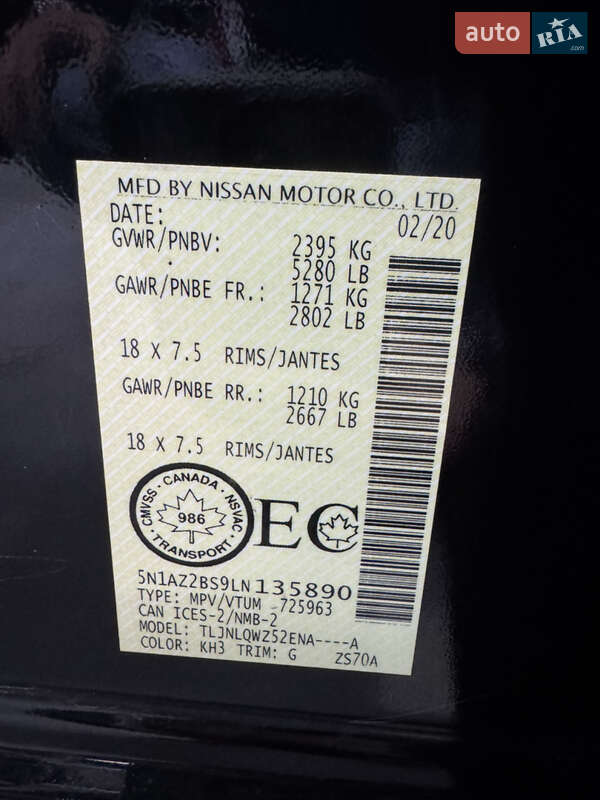 auto RIA.com
MFD BY NISSAN MOTOR CO., LTD.
DATE: 02/20
GVWR/PNBV: 2395 KG
5280 LB
GAWR/PNBE FR.: 1271 KG
2802 LB
18 X 7.5 RIMS/JANTES
GAWR/PNBE RR.: 1210 KG
2667 LB
18 X 7.5 RIMS/JANTES
CMVSS · CANADA · NSVAC
986
· TRANSPORT ·
EC
5N1AZ2BS9LN135890
TYPE: MPV/VTUM 725963
CAN ICES-2/NMB-2
MODEL: TLJNLQWZ52ENA----A
COLOR: KH3 TRIM: G ZS70A